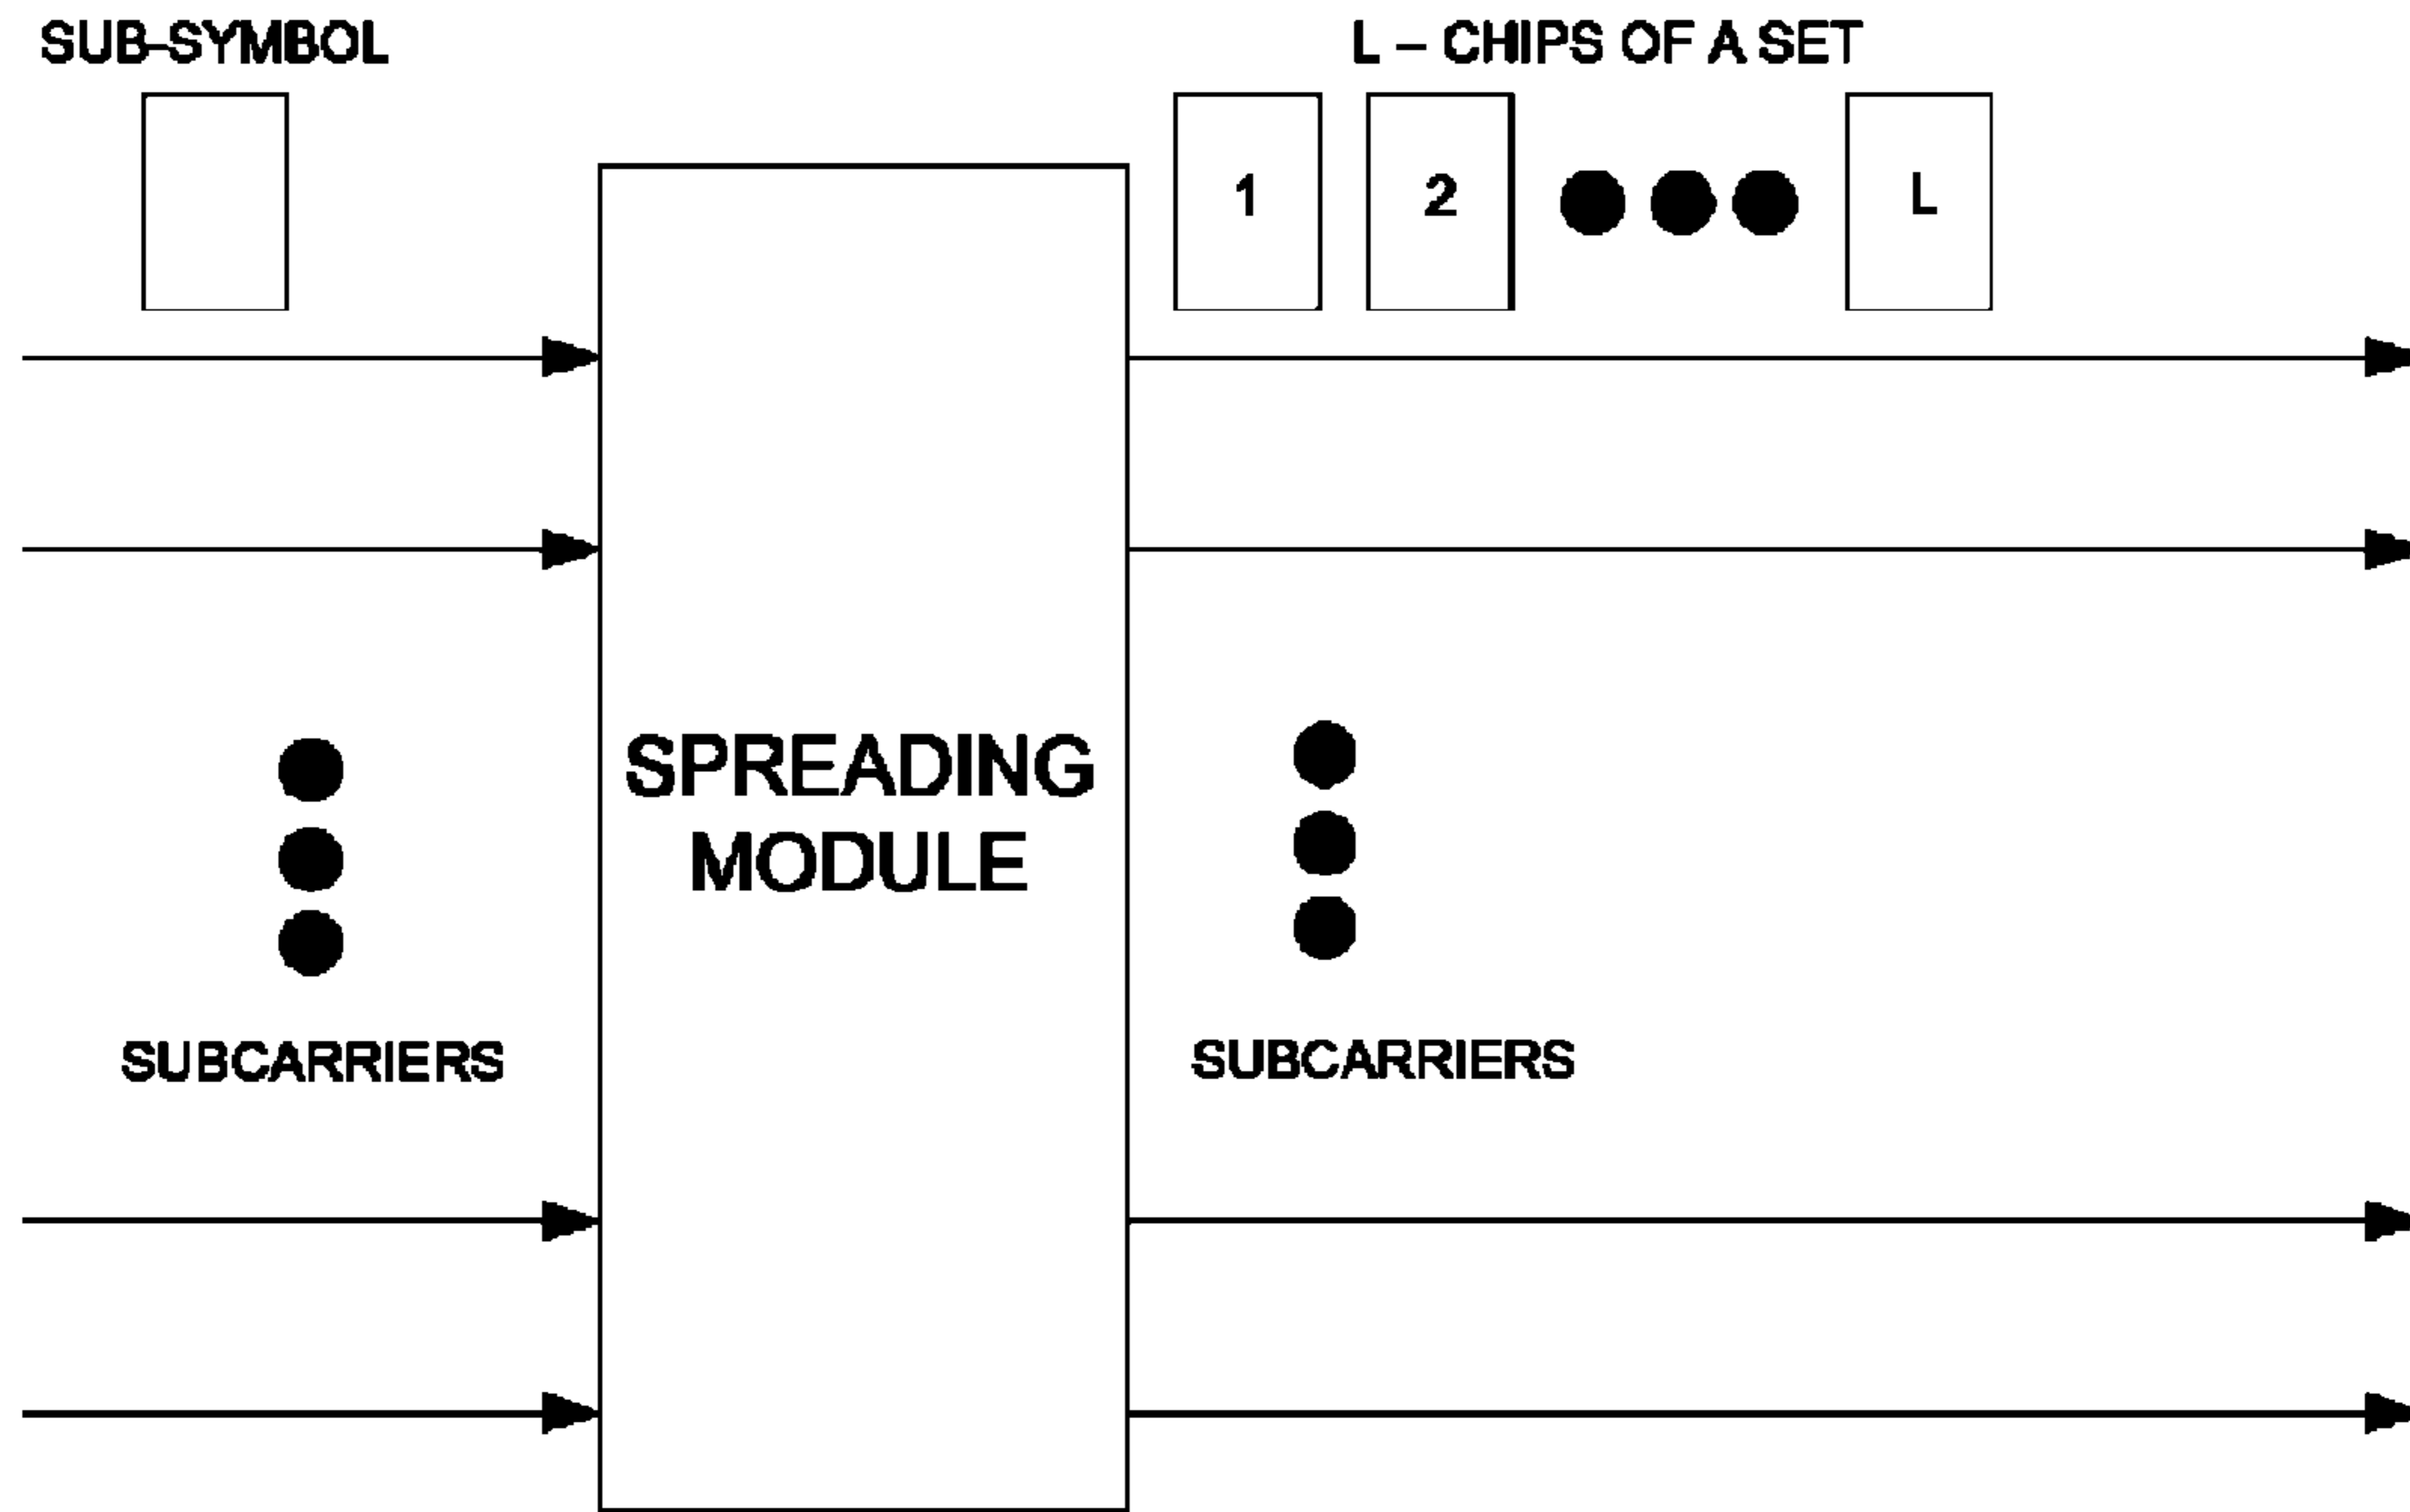 SUB-SYMBOL
L – CHIPS OF A SET
1
2
L
SPREADING
MODULE
SUBCARRIERS
SUBCARRIERS